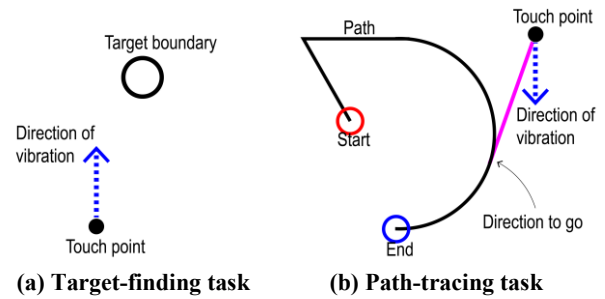 Target boundary
Direction of
vibration
Touch point
(a) Target-finding task
Path
Touch point
Start
Direction of
vibration
Direction to go
End
(b) Path-tracing task